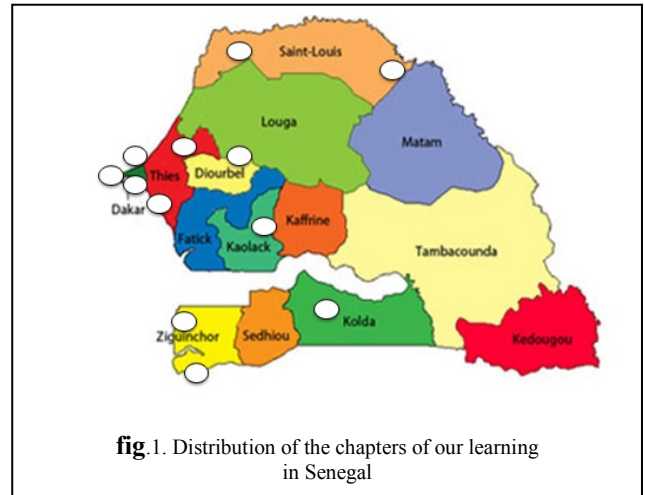 Saint-Louis
Louga
Matam
Thies
Diourbel
Dakar
Fatick
Kaolack
Kaffrine
Tambacounda
Ziguinchor
Sedhiou
Kolda
Kedougou
fig.1. Distribution of the chapters of our learning
in Senegal